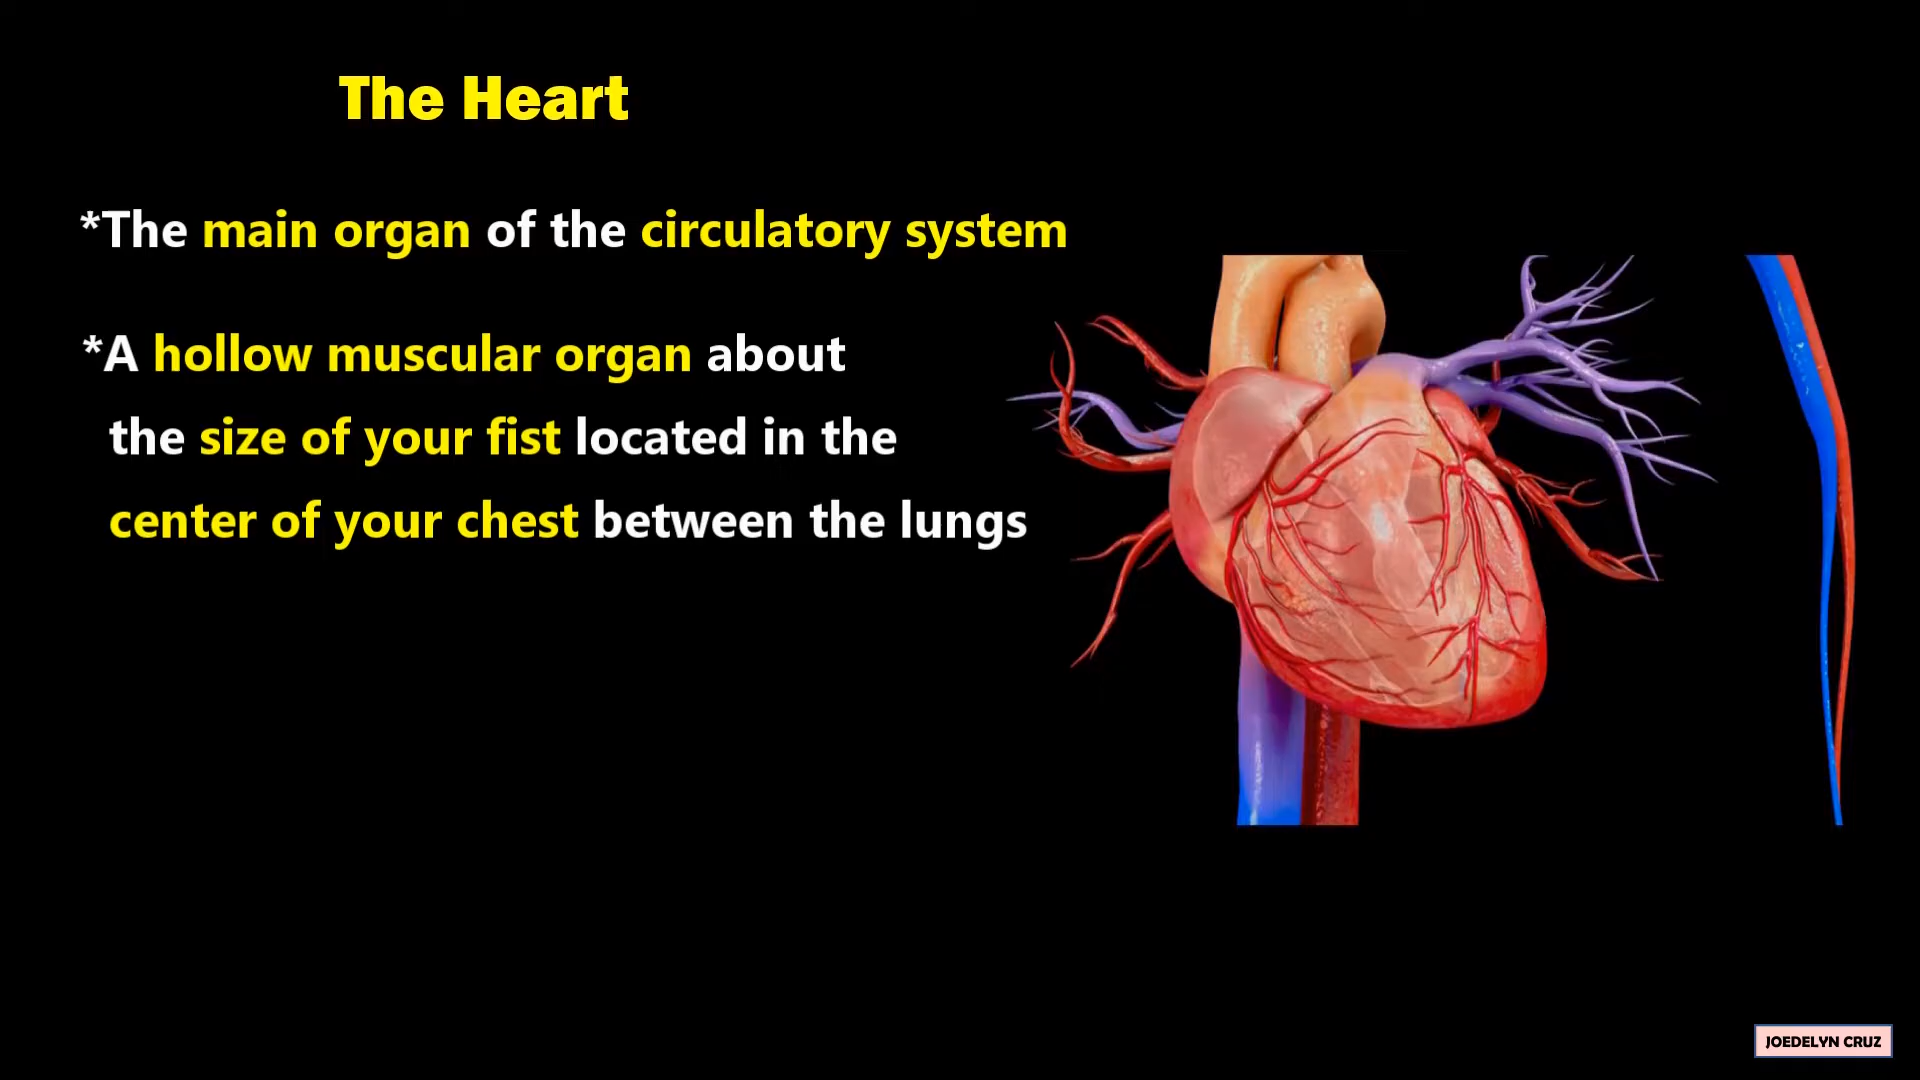 The Heart
*The main organ of the circulatory system
*A hollow muscular organ about
the size of your fist located in the
center of your chest between the lungs
JOEDELYN CRUZ